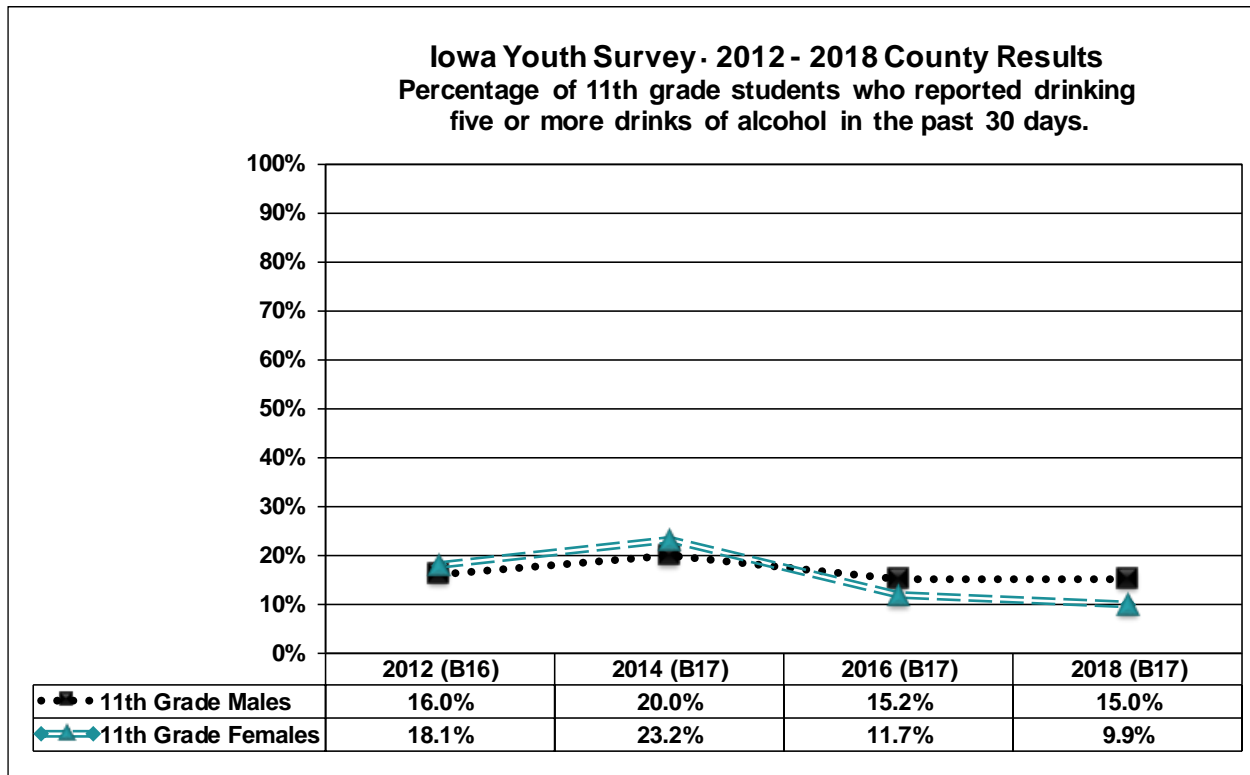 Iowa Youth Survey · 2012 - 2018 County Results
Percentage of 11th grade students who reported drinking
five or more drinks of alcohol in the past 30 days.
100%
90%
80%
70%
60%
50%
40%
30%
20%
10%
0%
2012 (B16) 2014 (B17) 2016 (B17) 2018 (B17)
11th Grade Males 16.0% 20.0% 15.2% 15.0%
11th Grade Females 18.1% 23.2% 11.7% 9.9%